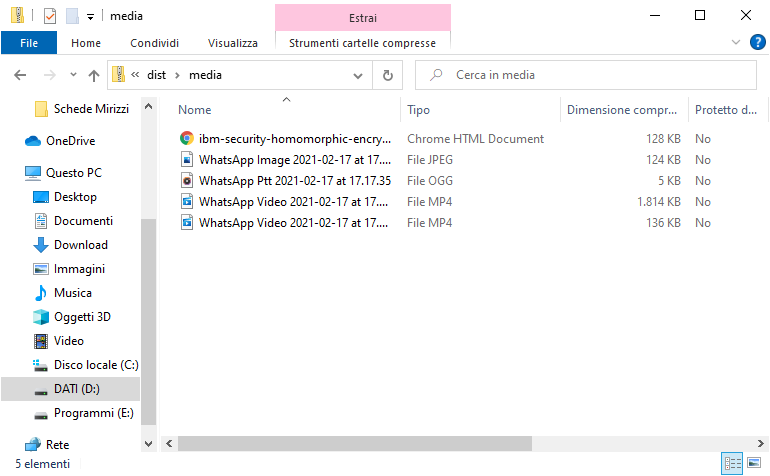 media
Estrai
File
Home
Condividi
Visualizza
Strumenti cartelle compresse
« dist › media
Cerca in media
Schede Mirizzi
OneDrive
Questo PC
Desktop
Documenti
Download
Immagini
Musica
Oggetti 3D
Video
Disco locale (C:)
DATI (D:)
Programmi (E:)
Rete
Nome Tipo Dimensione compr... Protetto d...
ibm-security-homomorphic-encry... Chrome HTML Document 128 KB No
WhatsApp Image 2021-02-17 at 17.... File JPEG 124 KB No
WhatsApp Ptt 2021-02-17 at 17.17.35 File OGG 5 KB No
WhatsApp Video 2021-02-17 at 17.... File MP4 1.814 KB No
WhatsApp Video 2021-02-17 at 17.... File MP4 136 KB No
5 elementi